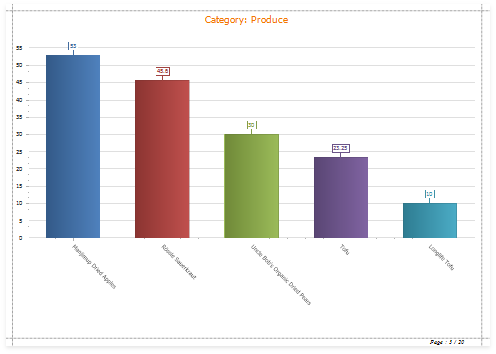 Category: Produce
55
50
45
40
35
30
25
20
15
10
5
0
53
45.6
30
23.25
10
Manjimup Dried Apples
Rössle Sauerkraut
Uncle Bob's Organic Dried Pears
Tofu
Longlife Tofu
Page : 5 / 20